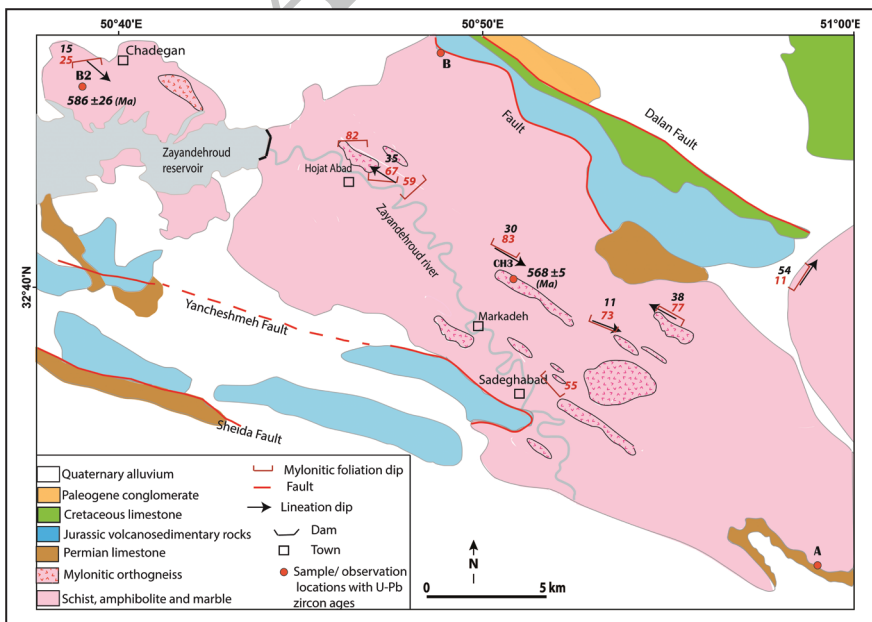 50°40'E
50°50'E
51°00'E
15
25
Chadegan
B2
586 ±26 (Ma)
B
Fault
Dalan Fault
Zayandehroud
reservoir
82
Hojat Abad
35
67
59
Zayandehroud river
30
83
CH3
568 ±5
(Ma)
54
11
32°40'N
11
73
38
77
Yancheshmeh Fault
Markadeh
Sadeghabad
55
Sheida Fault
Quaternary alluvium
Paleogene conglomerate
Cretaceous limestone
Jurassic volcanosedimentary rocks
Permian limestone
Mylonitic orthogneiss
Schist, amphibolite and marble
Mylonitic foliation dip
Fault
Lineation dip
Dam
Town
Sample/ observation
locations with U-Pb
zircon ages
N
0
5 km
A